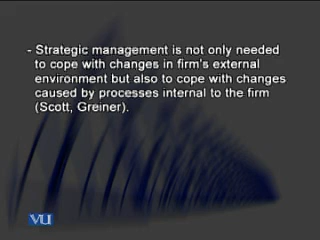 - Strategic management is not only needed
to cope with changes in firm's external
environment but also to cope with changes
caused by processes internal to the firm
(Scott, Greiner).
VU